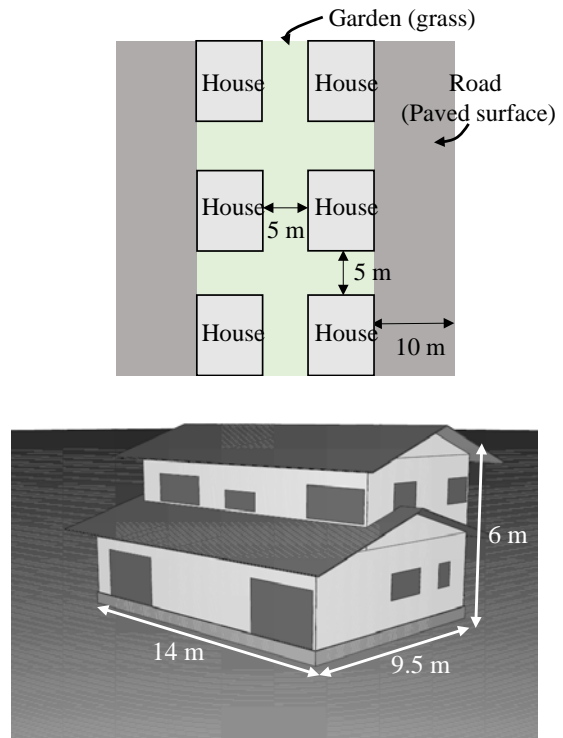 Garden (grass)
House House
Road
(Paved surface)
House House
5 m
5 m
House House
10 m
6 m
14 m
9.5 m